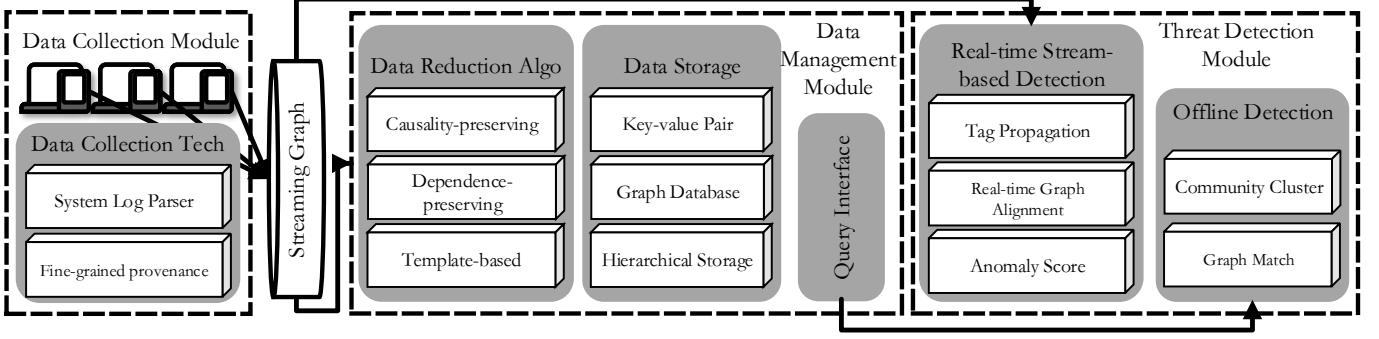 Data Collection Module
Data Collection Tech
System Log Parser
Fine-grained provenance
Streaming Graph
Data Reduction Algo
Causality-preserving
Dependence-
preserving
Template-based
Data Storage
Key-value Pair
Graph Database
Hierarchical Storage
Data
Management
Module
Query Interface
Real-time Stream-
based Detection
Tag Propagation
Real-time Graph
Alignment
Anomaly Score
Threat Detection
Module
Offline Detection
Community Cluster
Graph Match